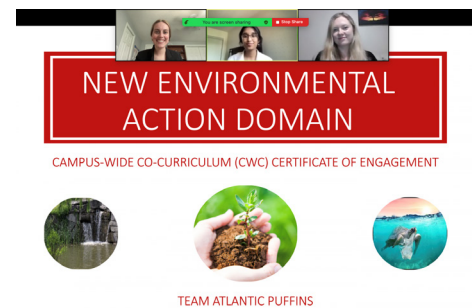 You are screen sharing
Stop Share
NEW ENVIRONMENTAL
ACTION DOMAIN
CAMPUS-WIDE CO-CURRICULUM (CWC) CERTIFICATE OF ENGAGEMENT
TEAM ATLANTIC PUFFINS